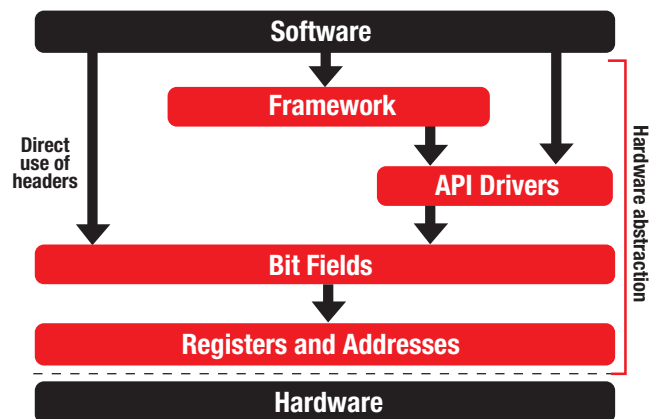 Software
Framework
Direct
use of
headers
API Drivers
Hardware abstraction
Bit Fields
Registers and Addresses
Hardware